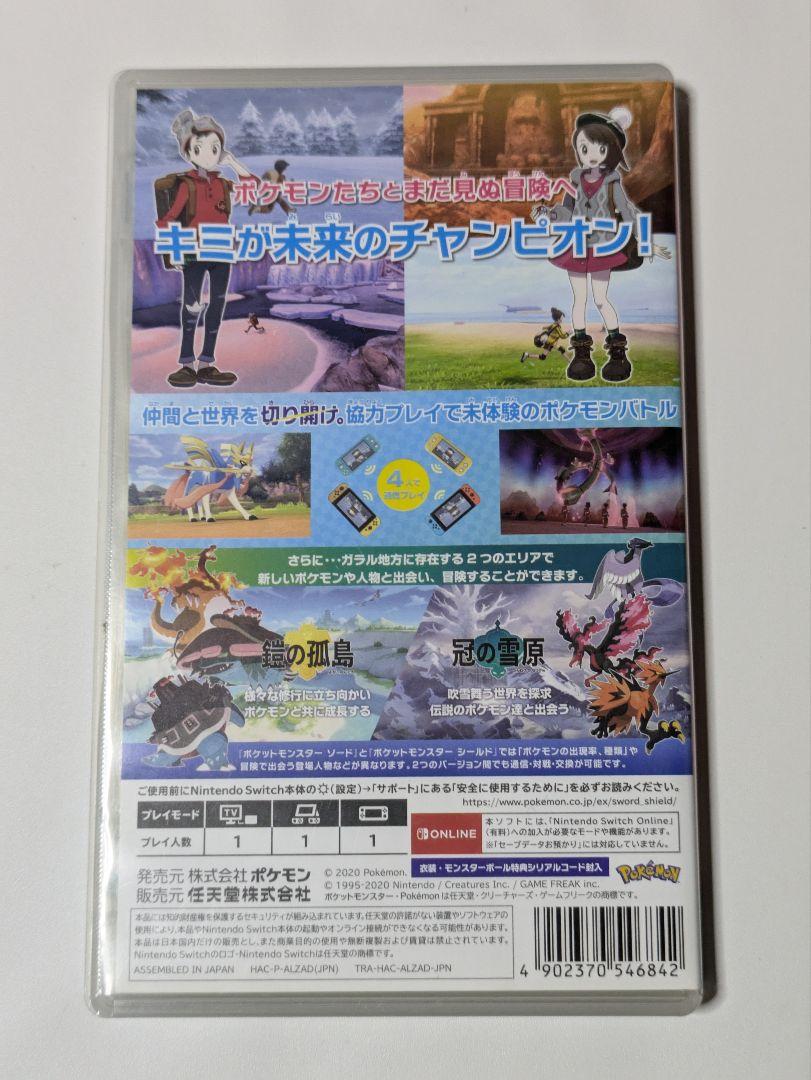 ポケモンたちとまだ見ぬ冒険へ
キミが未来のチャンピオン!
仲間と世界を切り開け。協力プレイで未体験のポケモンバトル
4人で
通信プレイ
さらに・・・ガラル地方に存在する2つのエリアで
新しいポケモンや人物と出会い、冒険することができます。
鎧の孤島
冠の雪原
様々な修行に立ち向かい
ポケモンと共に成長する
吹雪舞う世界を探求
伝説のポケモン達と出会う
『ポケットモンスター ソード』と『ポケットモンスター シールド』では「ポケモンの出現率、種類」や
冒険で出会う登場人物などが異なります。2つのバージョン間でも通信・対戦・交換が可能です。
ご使用前にNintendo Switch本体の(設定)→「サポート」にある「安全に使用するために」を必ずお読みください。
https://www.pokemon.co.jp/ex/sword_shield/
プレイモード
TV
プレイ人数 1 1 1
ONLINE
本ソフトには、「Nintendo Switch Online」
(有料)への加入が必要なモードや機能があります。
※「セーブデータお預かり」には対応していません。
発売元 株式会社 ポケモン
販売元 任天堂株式会社
© 2020 Pokémon.
© 1995-2020 Nintendo / Creatures Inc. / GAME FREAK inc.
ポケットモンスター・Pokémon は任天堂・クリーチャーズ・ゲームフリークの商標です。
衣装・モンスターボール特典シリアルコード封入
POKéMON
本品には知的財産権を保護するセキュリティが組み込まれています。任天堂の許諾がない装置やソフトウェアの
使用により、本品やNintendo Switch本体の起動やオンライン接続ができなくなる可能性があります。
本品は日本国内だけの販売とし、また商業目的の使用や無断複製および賃貸は禁止されています。
Nintendo Switchのロゴ・Nintendo Switchは任天堂の商標です。
ASSEMBLED IN JAPAN HAC-P-ALZAD(JPN) TRA-HAC-ALZAD-JPN
4 902370 546842